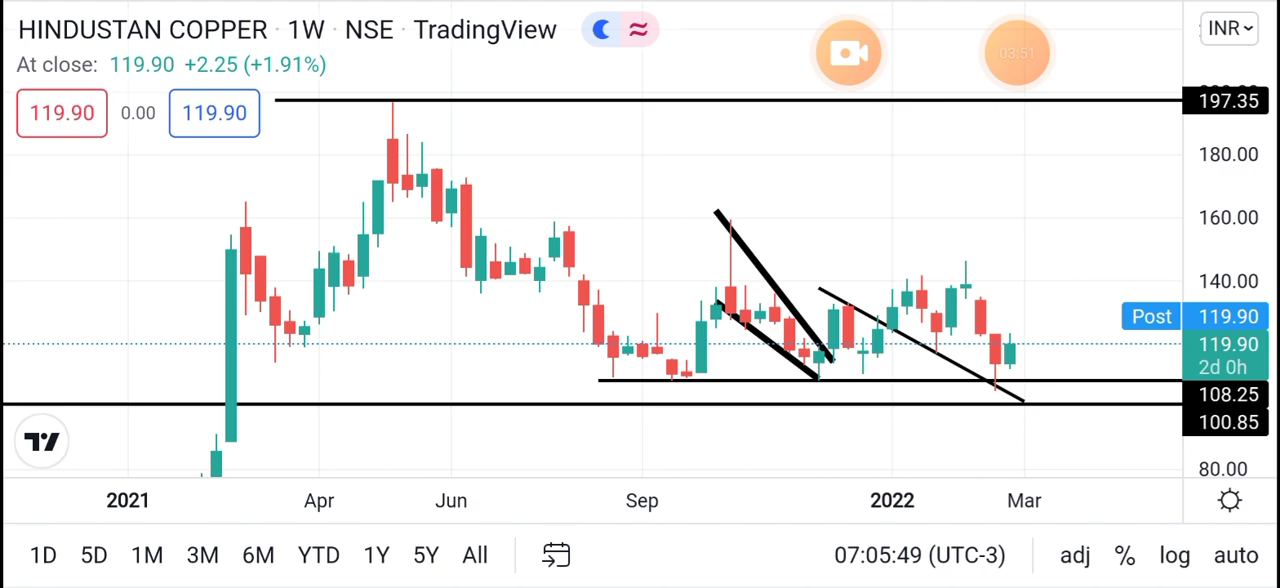 HINDUSTAN COPPER · 1W · NSE · TradingView
At close: 119.90 +2.25 (+1.91%)
119.90 0.00 119.90
03:51
INR
197.35
180.00
160.00
140.00
Post 119.90
119.90
2d 0h
108.25
100.85
80.00
2021 Apr Jun Sep 2022 Mar
1D 5D 1M 3M 6M YTD 1Y 5Y All 07:05:49 (UTC-3) adj % log auto